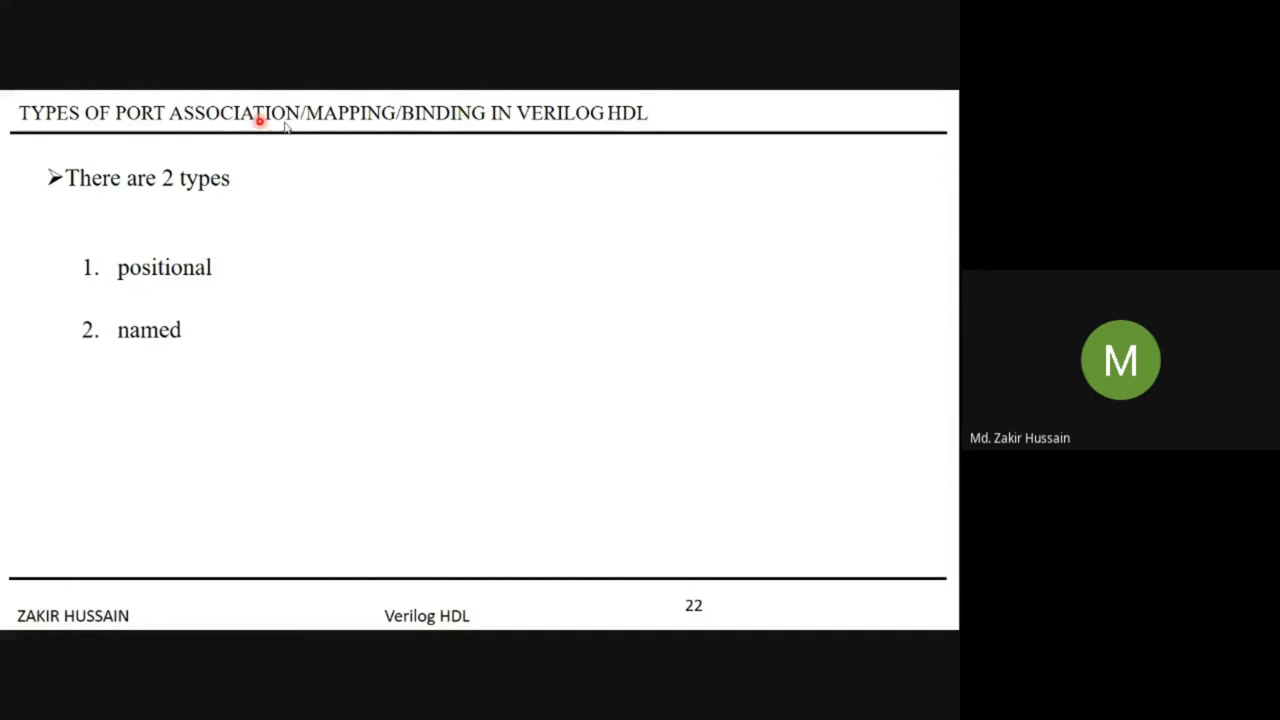 TYPES OF PORT ASSOCIATION/MAPPING/BINDING IN VERILOG HDL
➢There are 2 types
1. positional
2. named
M
Md. Zakir Hussain
ZAKIR HUSSAIN Verilog HDL 22